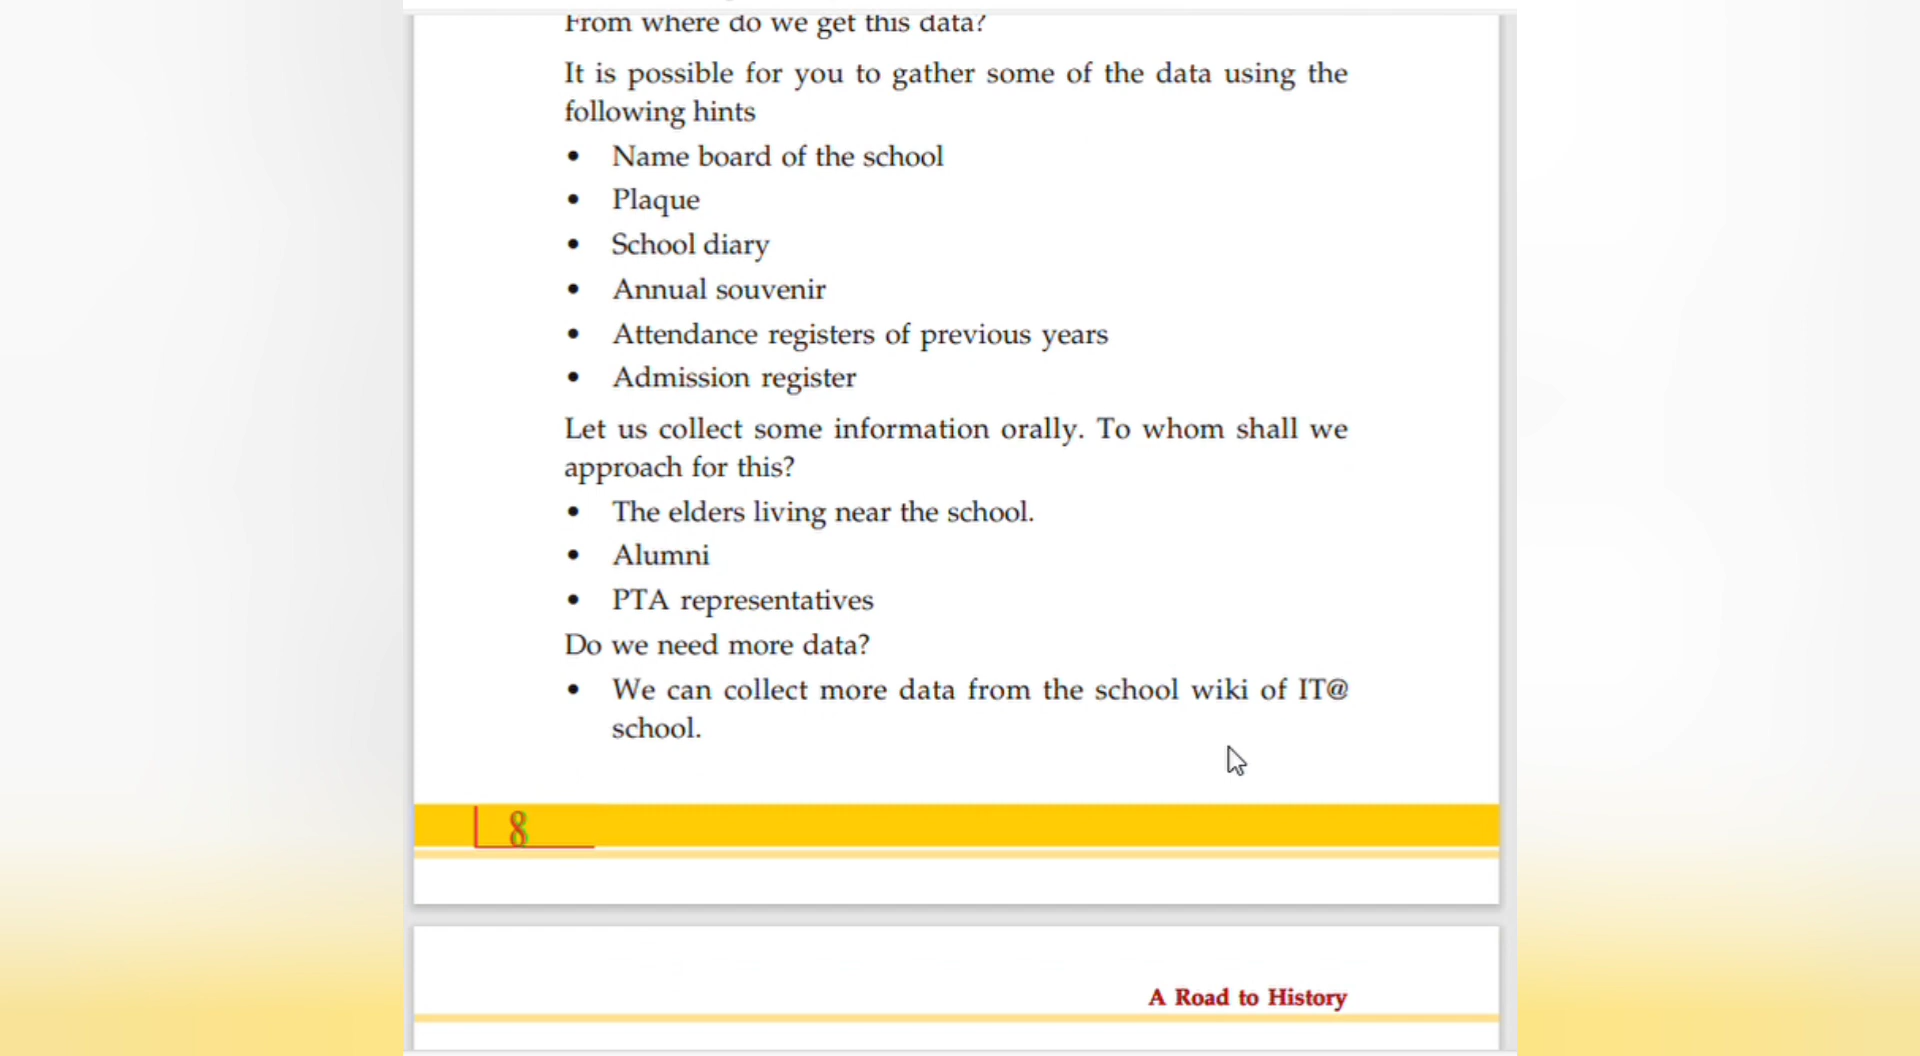 From where do we get this data?
It is possible for you to gather some of the data using the
following hints
• Name board of the school
• Plaque
• School diary
• Annual souvenir
• Attendance registers of previous years
• Admission register
Let us collect some information orally. To whom shall we
approach for this?
• The elders living near the school.
• Alumni
• PTA representatives
Do we need more data?
• We can collect more data from the school wiki of IT@
school.
8
A Road to History